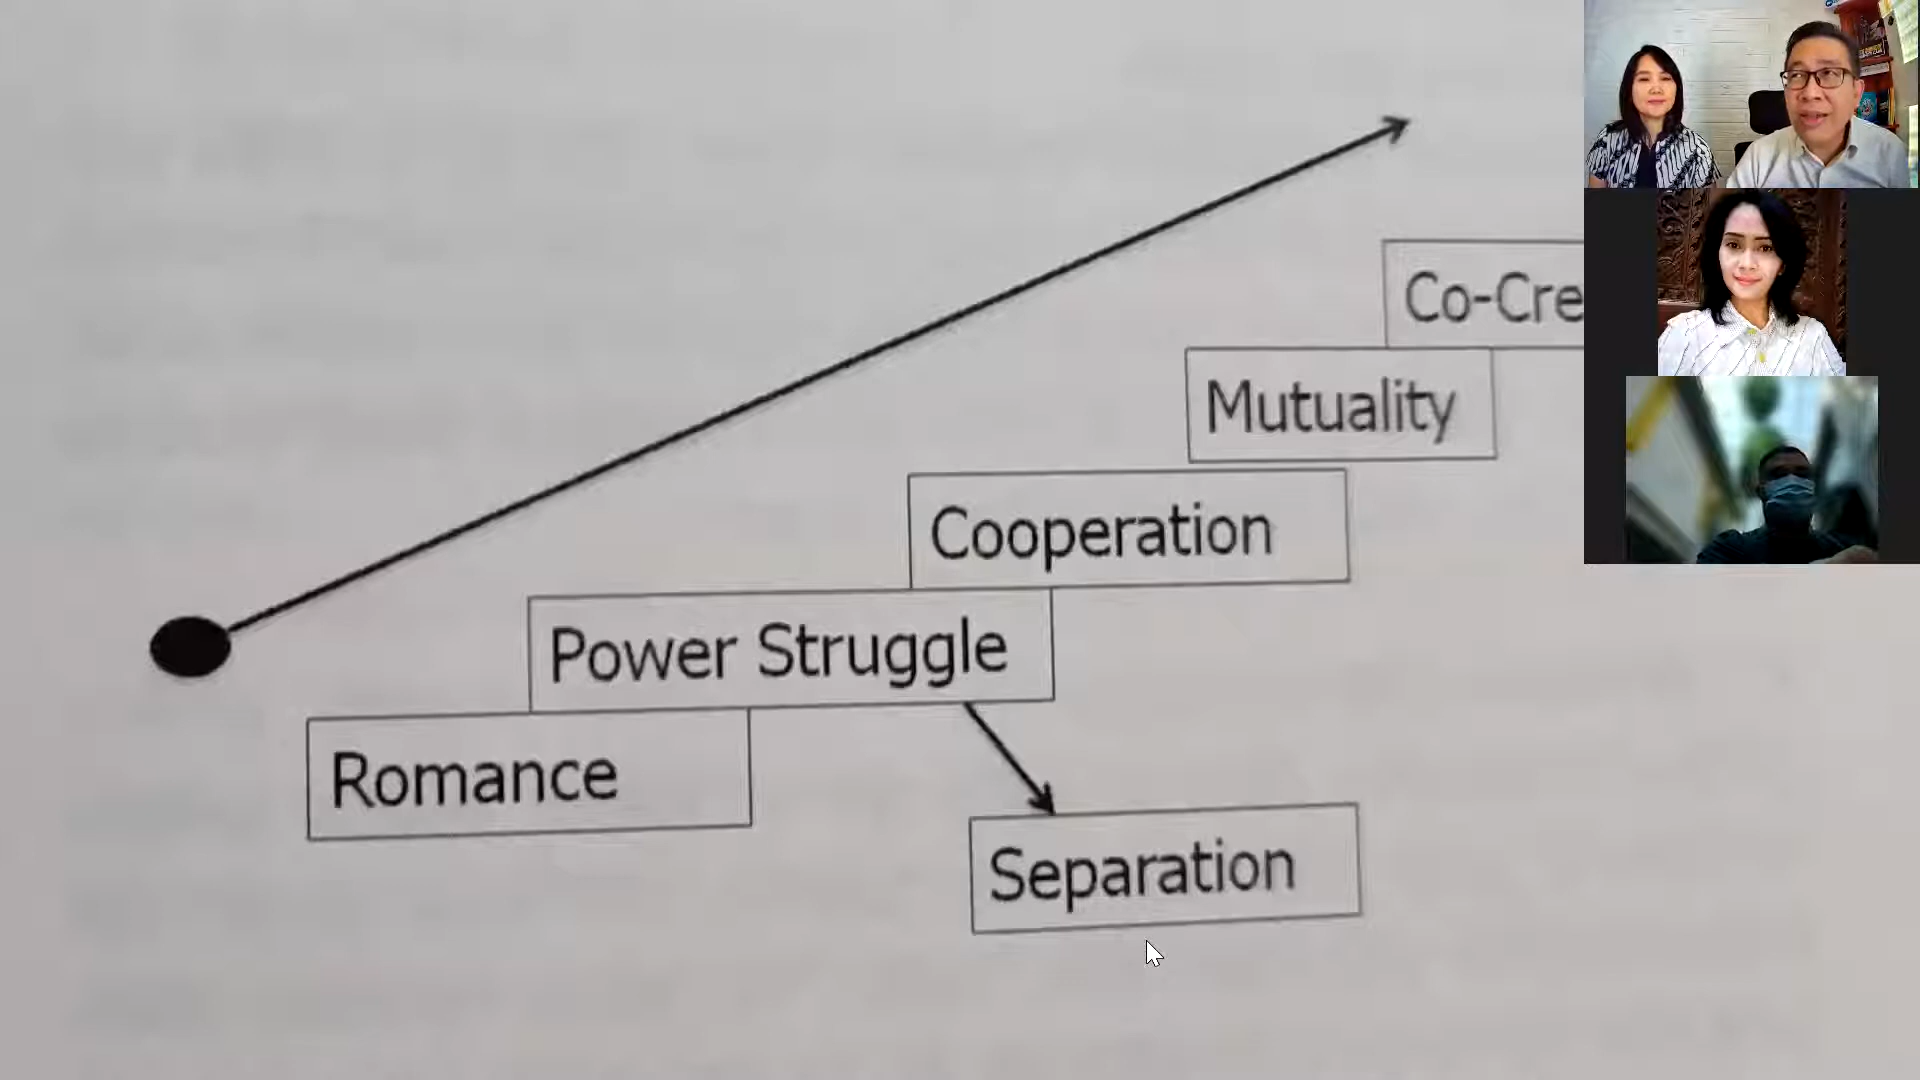 Co-Cre
Mutuality
Cooperation
Power Struggle
Romance
Separation